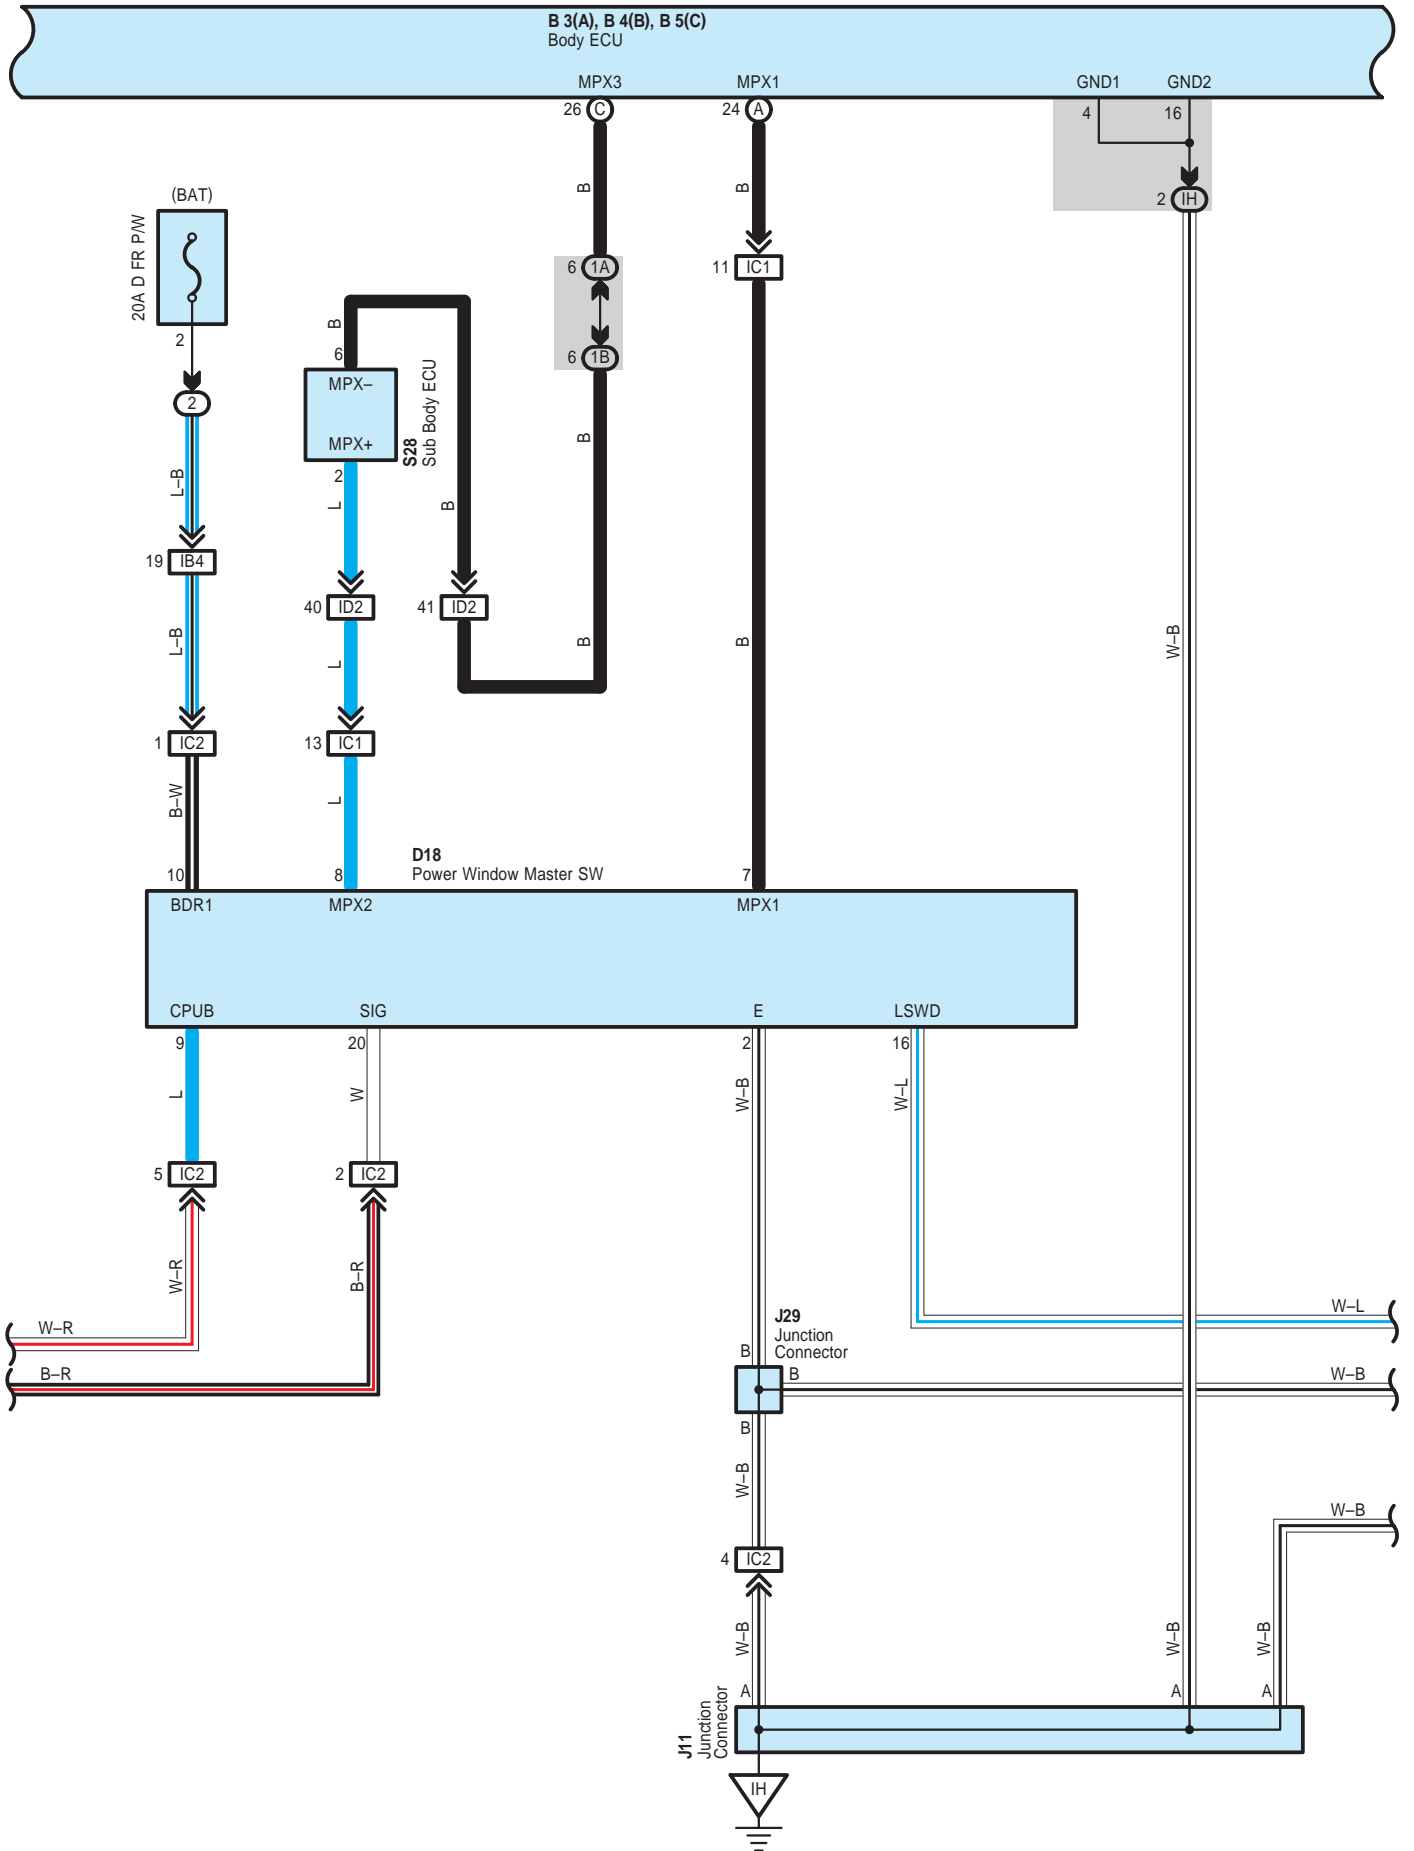 B 3(A), B 4(B), B 5(C)
Body ECU
MPX3
MPX1
GND1
GND2
26
C
24
A
4
16
B
B
2
IH
(BAT)
20A D FR P/W
2
2
6
1A
11
IC1
6
1B
B
6
MPX–
MPX+
S28
Sub Body ECU
2
L–B
L
B
B
19
IB4
40
ID2
41
ID2
L–B
L
B
B
W–B
1
IC2
13
IC1
B–W
L
D18
Power Window Master SW
10
8
7
BDR1
MPX2
MPX1
CPUB
SIG
E
LSWD
9
20
2
16
L
W
W–B
W–L
5
IC2
2
IC2
W–R
B–R
W–R
B–R
J29
Junction
Connector
W–L
B
B
W–B
B
W–B
W–B
4
IC2
W–B
W–B
W–B
A
A
A
J11
Junction
Connector
IH